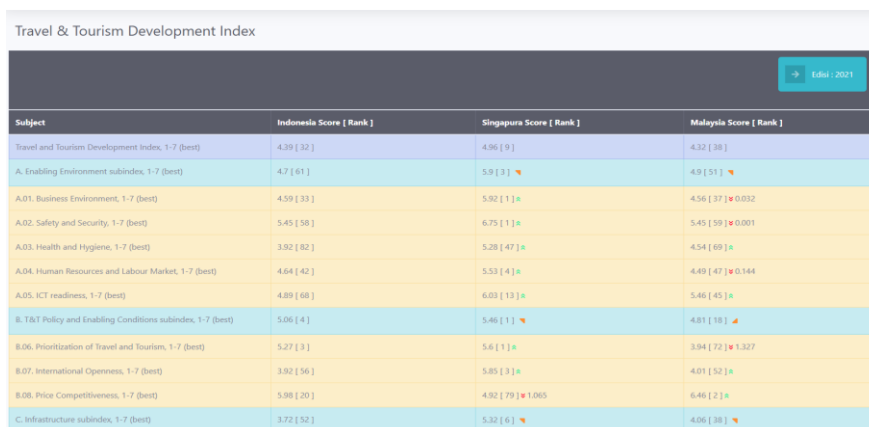 Travel & Tourism Development Index
Edisi : 2021
Subject Indonesia Score [ Rank ] Singapura Score [ Rank ] Malaysia Score [ Rank ]
Travel and Tourism Development Index, 1-7 (best) 4.39 [ 32 ] 4.96 [ 9 ] 4.32 [ 38 ]
A. Enabling Environment subindex, 1-7 (best) 4.7 [ 61 ] 5.9 [ 3 ] 4.9 [ 51 ]
A.01. Business Environment, 1-7 (best) 4.59 [ 33 ] 5.92 [ 1 ] 4.56 [ 37 ] 0.032
A.02. Safety and Security, 1-7 (best) 5.45 [ 58 ] 6.75 [ 1 ] 5.45 [ 59 ] 0.001
A.03. Health and Hygiene, 1-7 (best) 3.92 [ 82 ] 5.28 [ 47 ] 4.54 [ 69 ]
A.04. Human Resources and Labour Market, 1-7 (best) 4.64 [ 42 ] 5.53 [ 4 ] 4.49 [ 47 ] 0.144
A.05. ICT readiness, 1-7 (best) 4.89 [ 68 ] 6.03 [ 13 ] 5.46 [ 45 ]
B. T&T Policy and Enabling Conditions subindex, 1-7 (best) 5.06 [ 4 ] 5.46 [ 1 ] 4.81 [ 18 ]
B.06. Prioritization of Travel and Tourism, 1-7 (best) 5.27 [ 3 ] 5.6 [ 1 ] 3.94 [ 72 ] 1.327
B.07. International Openness, 1-7 (best) 3.92 [ 56 ] 5.85 [ 3 ] 4.01 [ 52 ]
B.08. Price Competitiveness, 1-7 (best) 5.98 [ 20 ] 4.92 [ 79 ] 1.065 6.46 [ 2 ]
C. Infrastructure subindex, 1-7 (best) 3.72 [ 52 ] 5.32 [ 6 ] 4.06 [ 38 ]